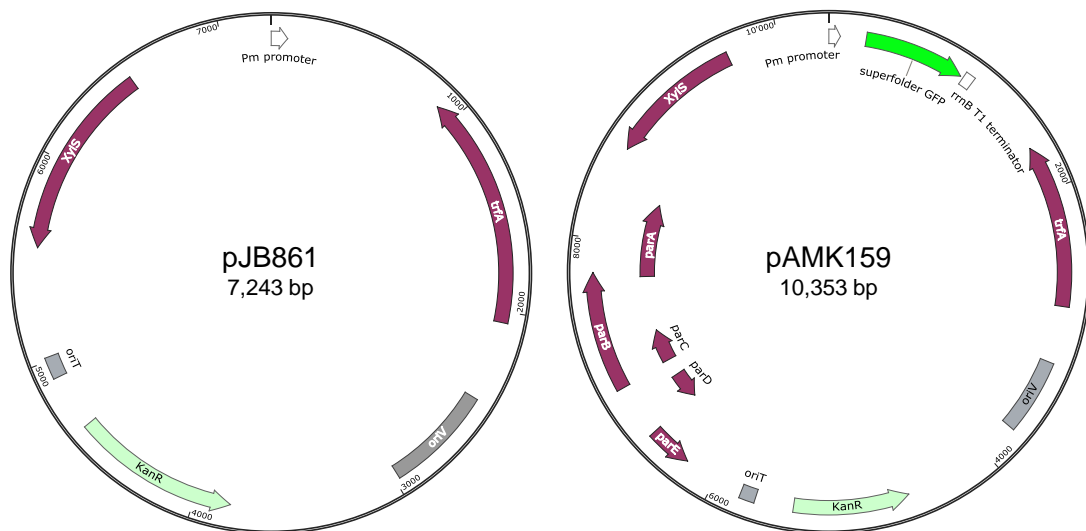 7000
Pm promoter
1000
XylS
6000
trfA
pJB861
7,243 bp
2000
oriT
5000
oriV
KanR
3000
4000
10'000
Pm promoter
superfolder GFP
rrnB T1 terminator
XylS
2000
trfA
parA
8000
pAMK159
10,353 bp
parB
parC
parD
oriV
parE
4000
oriT
6000
KanR